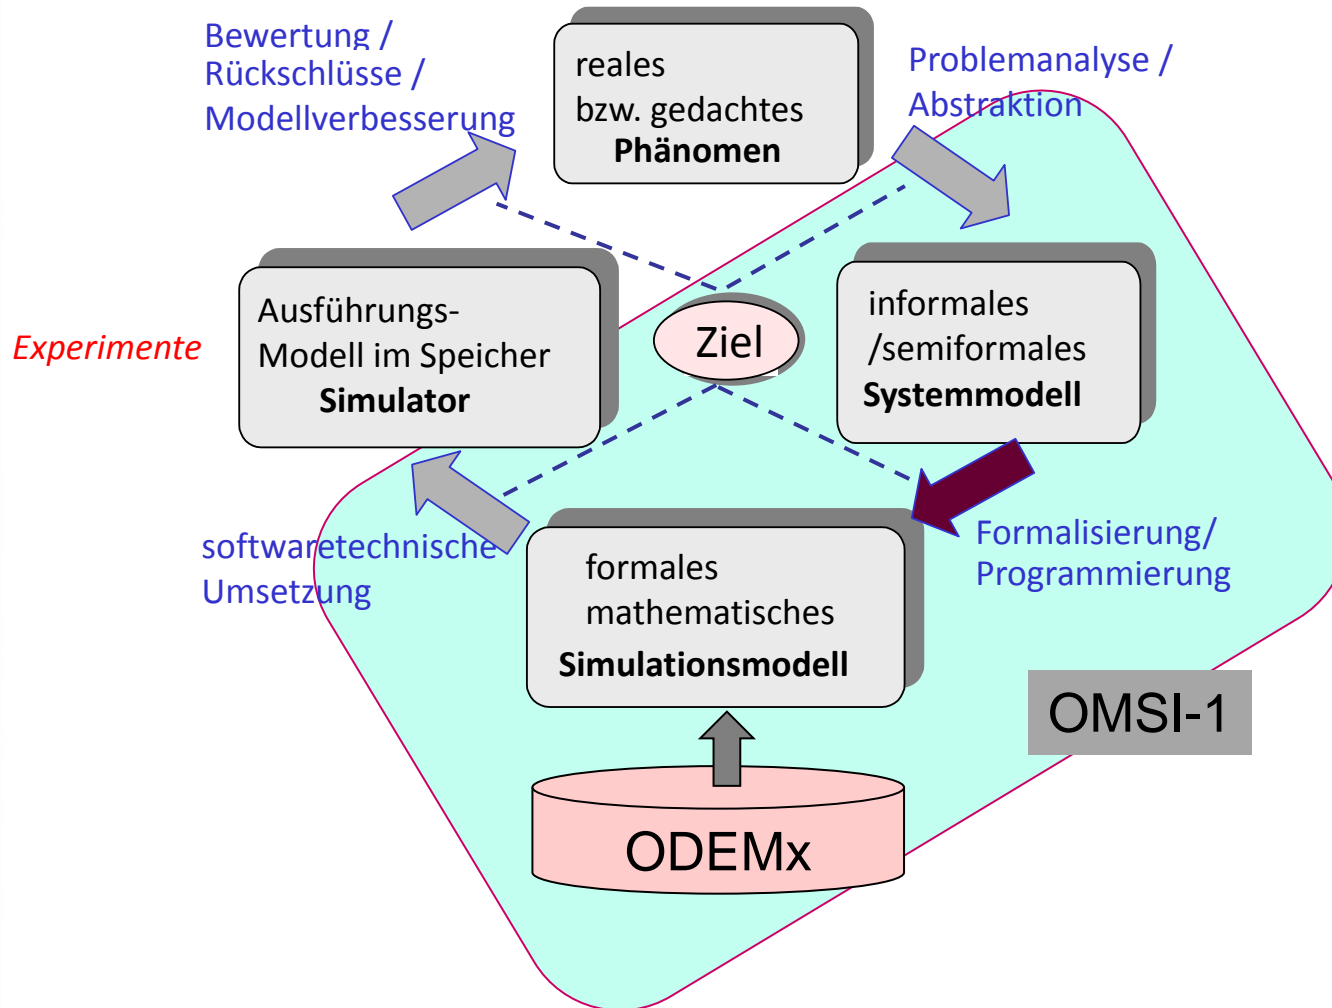 Bewertung /
Rückschlüsse /
Modellverbesserung
reales
bzw. gedachtes
Phänomen
Problemanalyse /
Abstraktion
Experimente
Ausführungs-
Modell im Speicher
Simulator
Ziel
informales
/semiformales
Systemmodell
softwaretechnische
Umsetzung
formales
mathematisches
Simulationsmodell
Formalisierung/
Programmierung
OMSI-1
ODEMx